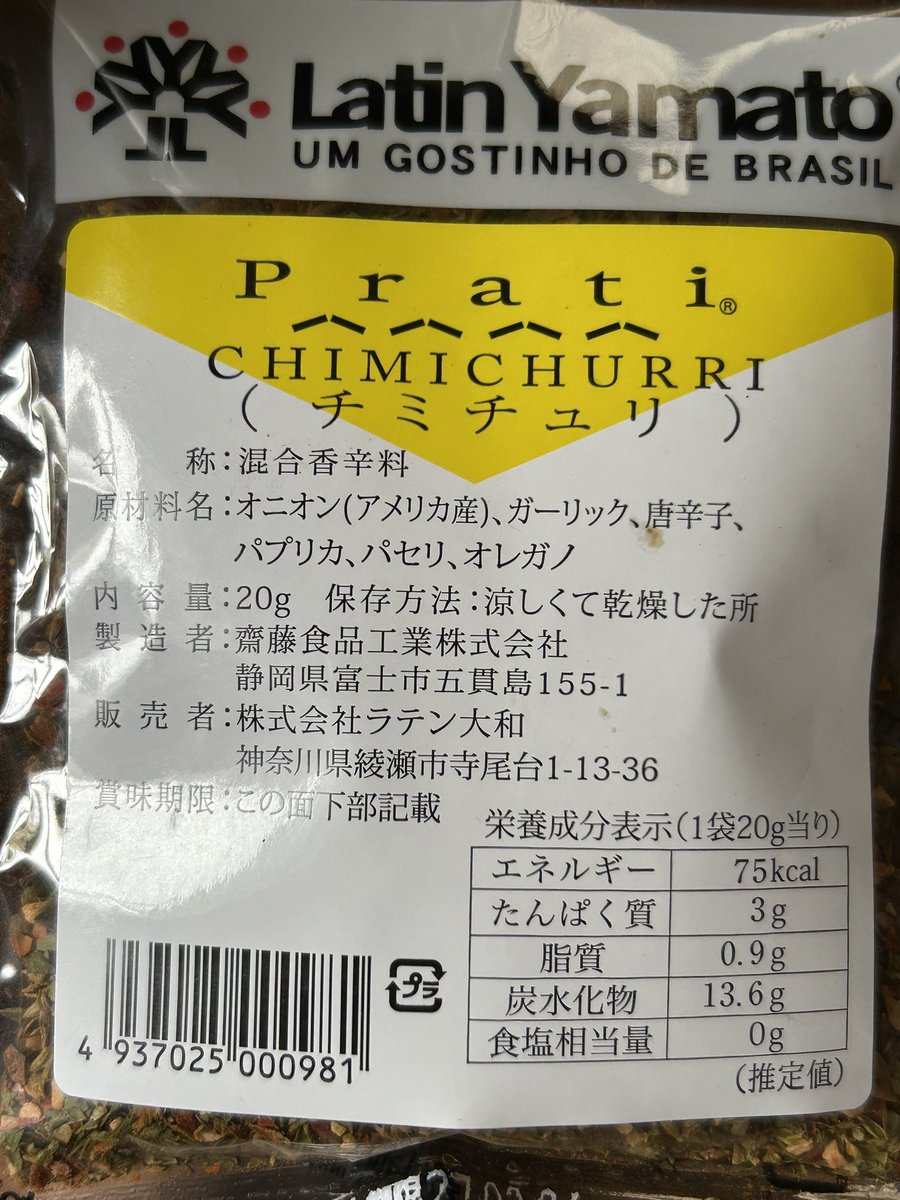 Latin Yamato
UM GOSTINHO DE BRASIL
Prati®
CHIMICHURRI
(チミチュリ)
名称:混合香辛料
原材料名:オニオン(アメリカ産)、ガーリック、唐辛子、
パプリカ、パセリ、オレガノ
内容量:20g 保存方法:涼しくて乾燥した所
製造者:齋藤食品工業株式会社
静岡県富士市五貫島155-1
販売者:株式会社ラテン大和
神奈川県綾瀬市寺尾台1-13-36
賞味期限:この面下部記載
栄養成分表示(1袋20g当り)
エネルギー 75kcal
たんぱく質 3g
脂質 0.9g
炭水化物 13.6g
食塩相当量 0g
(推定値)
プラ
4 937025 000981